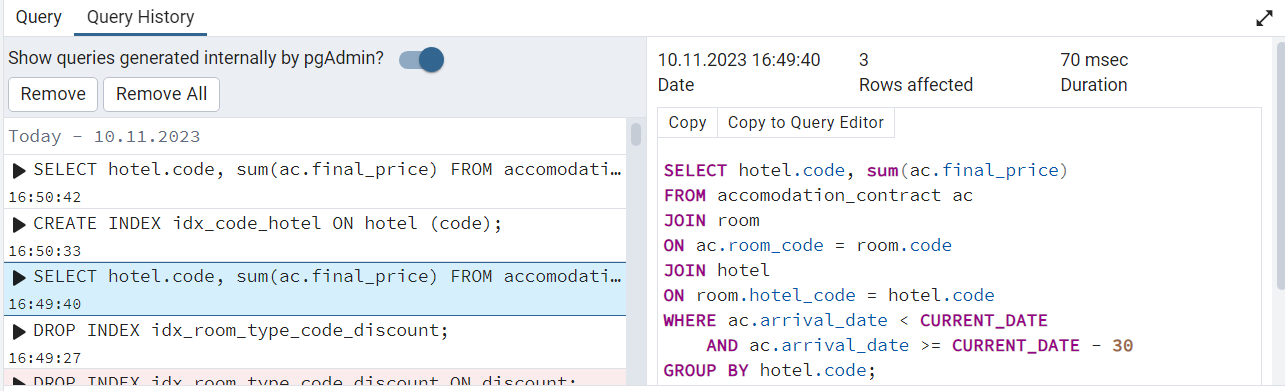 Query Query History
Show queries generated internally by pgAdmin?
Remove Remove All
Today - 10.11.2023
SELECT hotel.code, sum(ac.final_price) FROM accomodati…
16:50:42
CREATE INDEX idx_code_hotel ON hotel (code);
16:50:33
SELECT hotel.code, sum(ac.final_price) FROM accomodati…
16:49:40
DROP INDEX idx_room_type_code_discount;
16:49:27
DROP INDEX idx_room_type_code_discount ON discount;
10.11.2023 16:49:40 3 70 msec
Date Rows affected Duration
Copy Copy to Query Editor
SELECT hotel.code, sum(ac.final_price)
FROM accomodation_contract ac
JOIN room
ON ac.room_code = room.code
JOIN hotel
ON room.hotel_code = hotel.code
WHERE ac.arrival_date < CURRENT_DATE
AND ac.arrival_date >= CURRENT_DATE - 30
GROUP BY hotel.code;